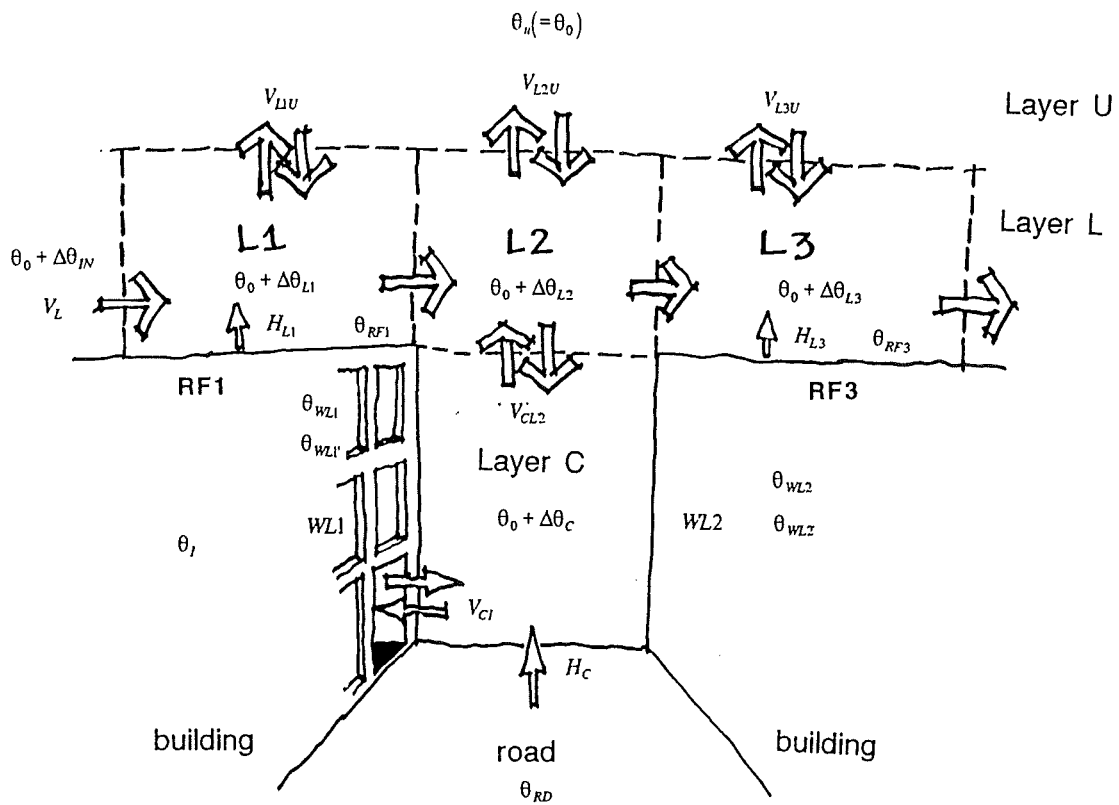 θu(=θ0)
VL1U
VL2U
VL3U
Layer U
Layer L
L1
L2
L3
θ0 + ΔθIN
θ0 + ΔθL1
θ0 + ΔθL2
θ0 + ΔθL3
VL
HL1
θRF1
HL3
θRF3
RF1
RF3
VCL2
θWL1
θWL1'
Layer C
θWL2
WL1
θ0 + ΔθC
WL2
θWL2'
θI
VCI
HC
building
road
building
θRD